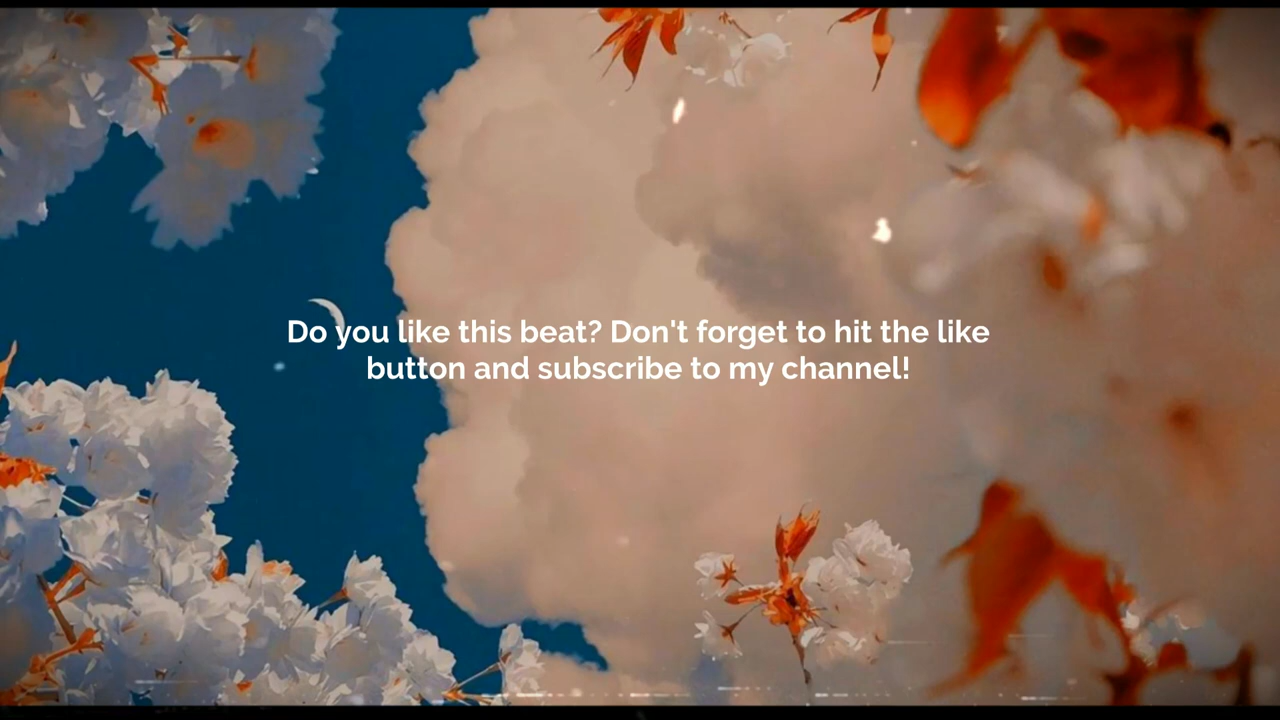 Do you like this beat? Don't forget to hit the like
button and subscribe to my channel!